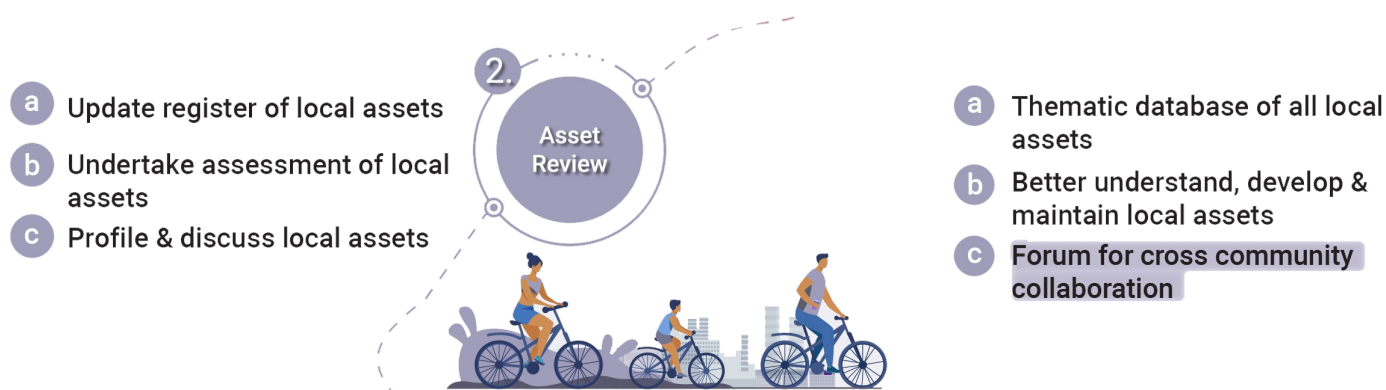 a Update register of local assets
b Undertake assessment of local
assets
c Profile & discuss local assets
2.
Asset
Review
a Thematic database of all local
assets
b Better understand, develop &
maintain local assets
c Forum for cross community
collaboration